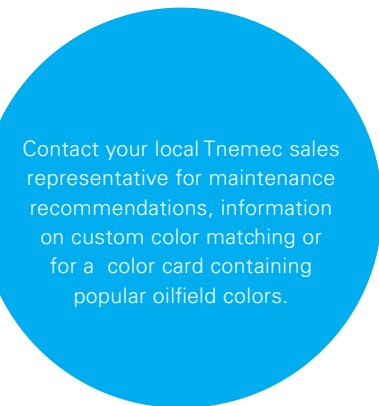 Contact your local Tnemec sales
representative for maintenance
recommendations, information
on custom color matching or
for a color card containing
popular oilfield colors.